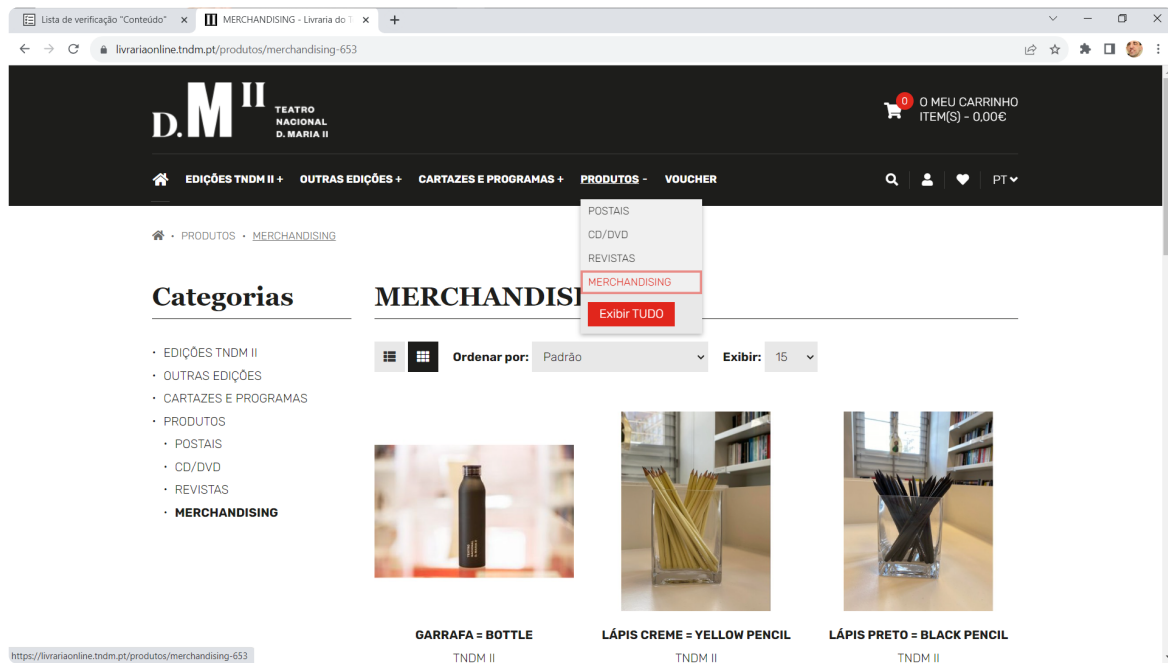 Lista de verificação "Conteúdo"
MERCHANDISING - Livraria do T
livrariaonline.tndm.pt/produtos/merchandising-653
D.M II
TEATRO
NACIONAL
D. MARIA II
0
O MEU CARRINHO
ITEM(S) - 0,00€
EDIÇÕES TNDM II +
OUTRAS EDIÇÕES +
CARTAZES E PROGRAMAS +
PRODUTOS -
VOUCHER
PT
POSTAIS
CD/DVD
REVISTAS
MERCHANDISING
Exibir TUDO
PRODUTOS • MERCHANDISING
Categorias
• EDIÇÕES TNDM II
• OUTRAS EDIÇÕES
• CARTAZES E PROGRAMAS
• PRODUTOS
• POSTAIS
• CD/DVD
• REVISTAS
• MERCHANDISING
MERCHANDISI
Ordenar por: Padrão
Exibir: 15
GARRAFA = BOTTLE
TNDM II
LÁPIS CREME = YELLOW PENCIL
TNDM II
LÁPIS PRETO = BLACK PENCIL
TNDM II
https://livrariaonline.tndm.pt/produtos/merchandising-653